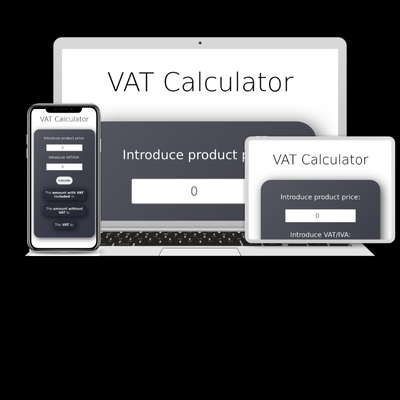 VAT Calculator
Introduce product p
0
VAT Calculator
Introduce product price:
0
Introduce VAT/IVA:
0
Calculate
The amount with VAT
included is:
The amount without
VAT is:
The VAT is:
VAT Calculator
Introduce product price:
0
Introduce VAT/IVA: